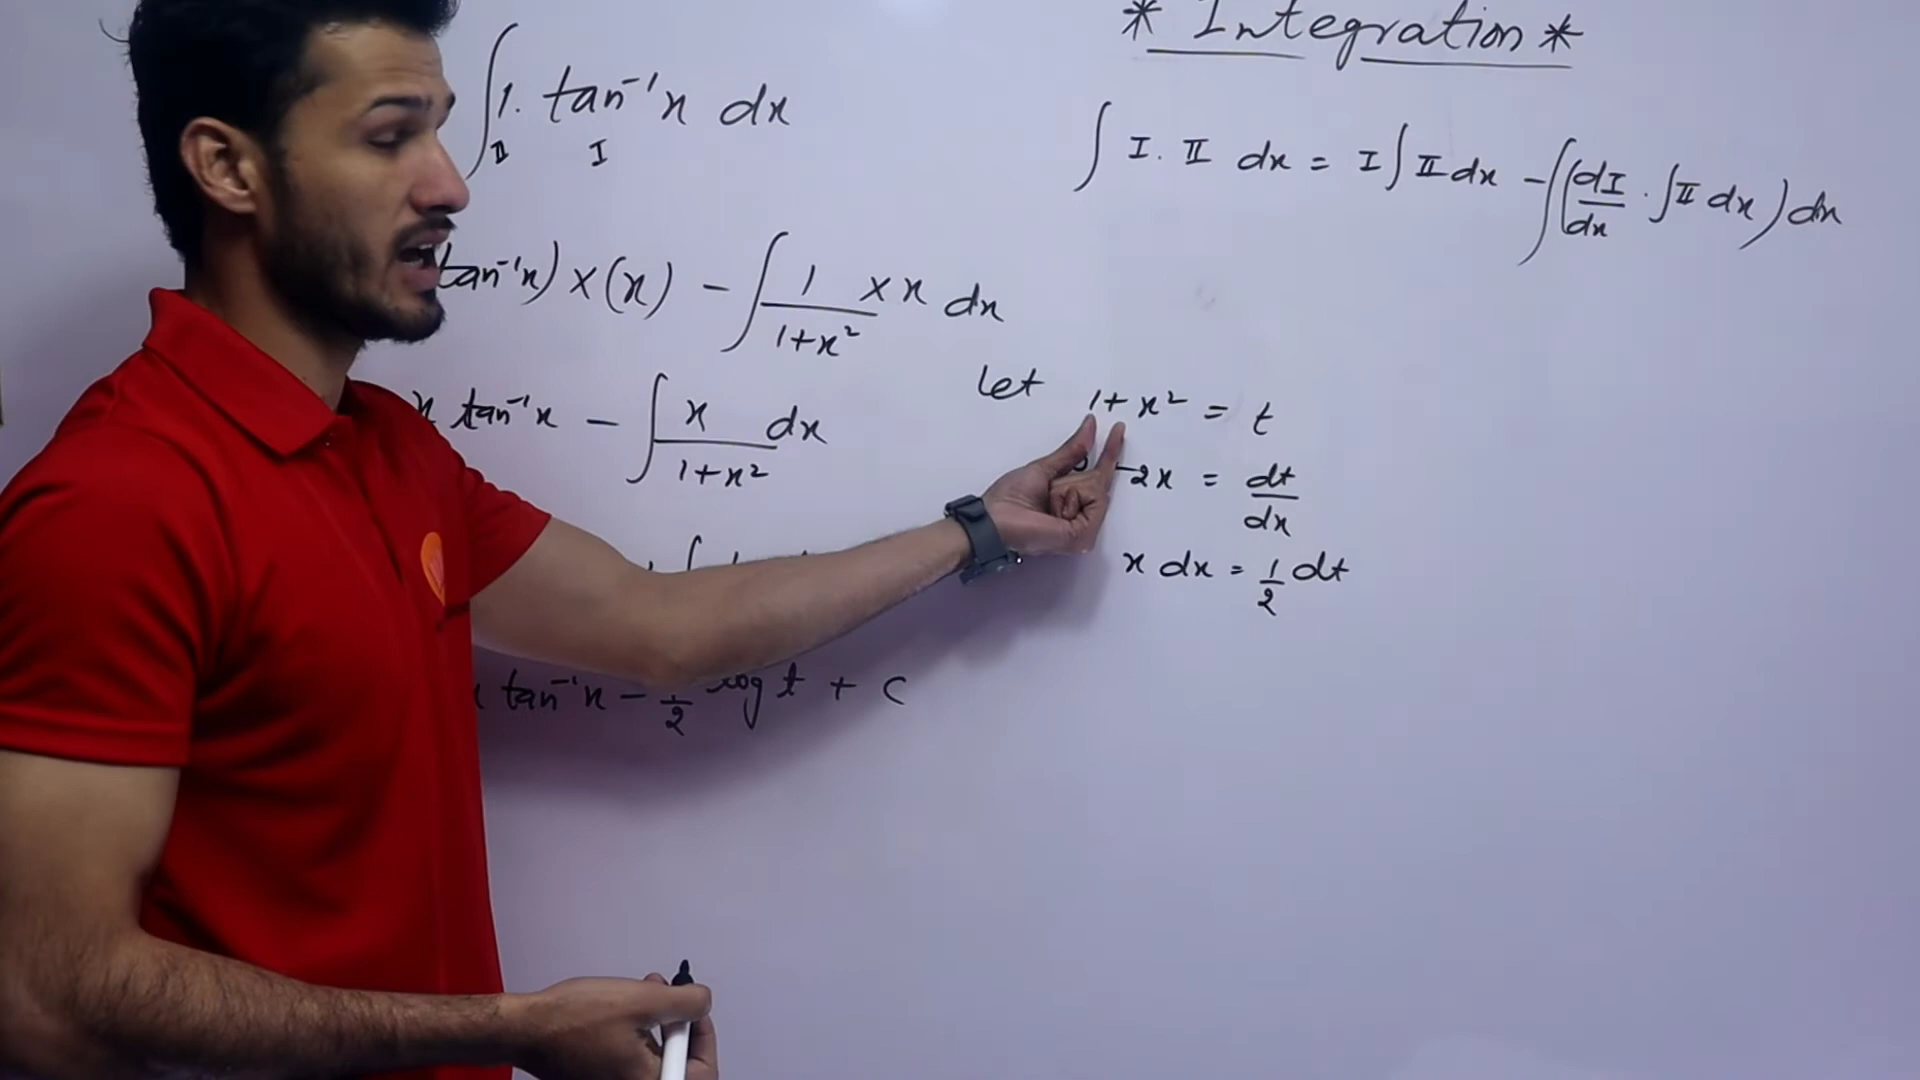 * Integration *
∫ 1. tan⁻¹x dx
II I
∫ I. II dx = I ∫ II dx - ∫(dI/dx . ∫ II dx) dx
tan⁻¹x) × (x) - ∫ 1/(1+x²) × x dx
x tan⁻¹x - ∫ x/(1+x²) dx
let 1+x² = t
2x = dt/dx
x dx = 1/2 dt
x tan⁻¹x - 1/2 log t + c